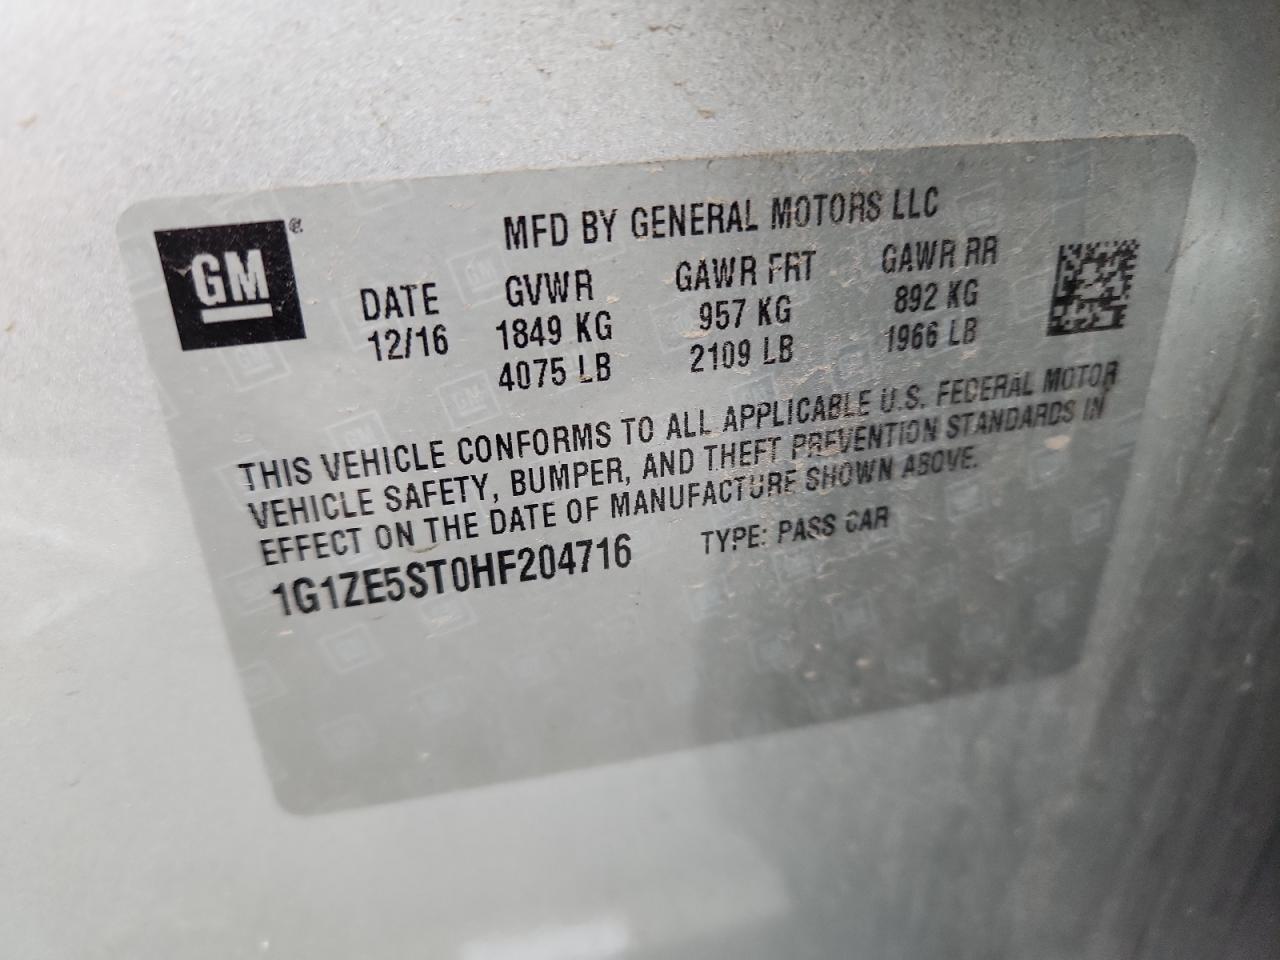 GM®
MFD BY GENERAL MOTORS LLC
DATE GVWR GAWR FRT GAWR RR
12/16 1849 KG 957 KG 892 KG
4075 LB 2109 LB 1966 LB
THIS VEHICLE CONFORMS TO ALL APPLICABLE U.S. FEDERAL MOTOR
VEHICLE SAFETY, BUMPER, AND THEFT PREVENTION STANDARDS IN
EFFECT ON THE DATE OF MANUFACTURE SHOWN ABOVE.
1G1ZE5ST0HF204716 TYPE: PASS CAR